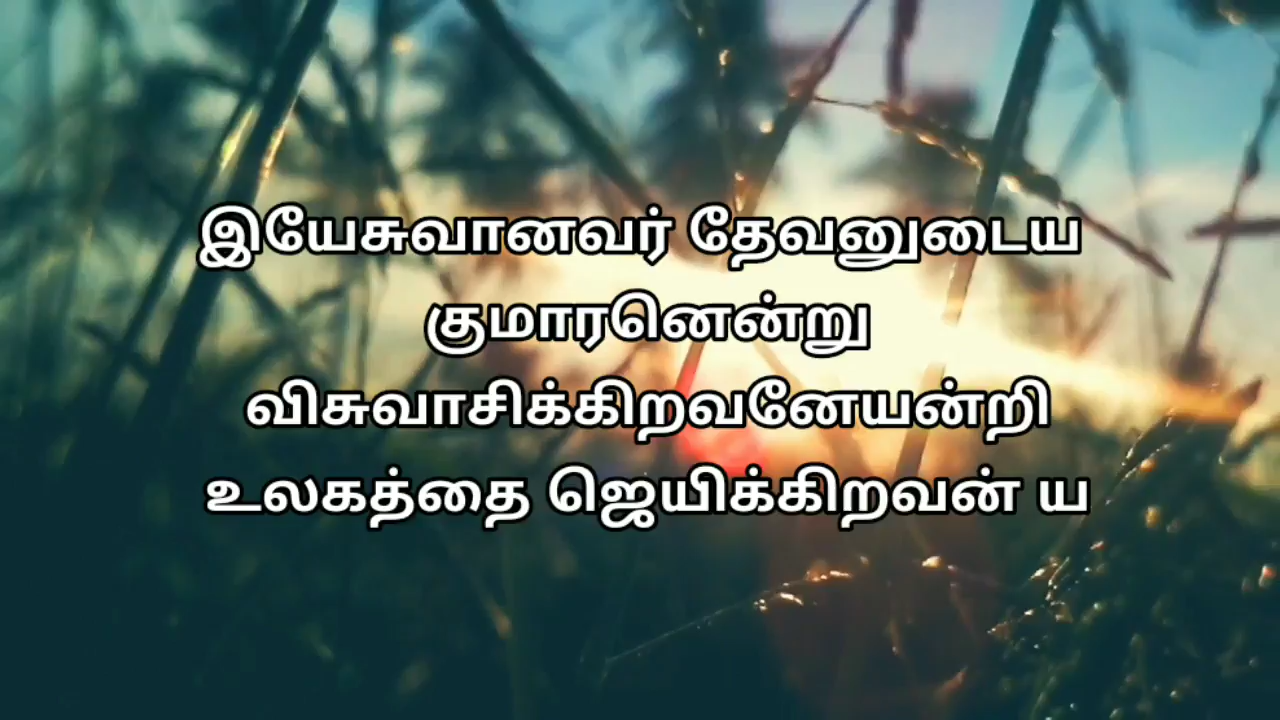 இயேசுவானவர் தேவனுடைய
குமாரனென்று
விசுவாசிக்கிறவனேயன்றி
உலகத்தை ஜெயிக்கிறவன் ய